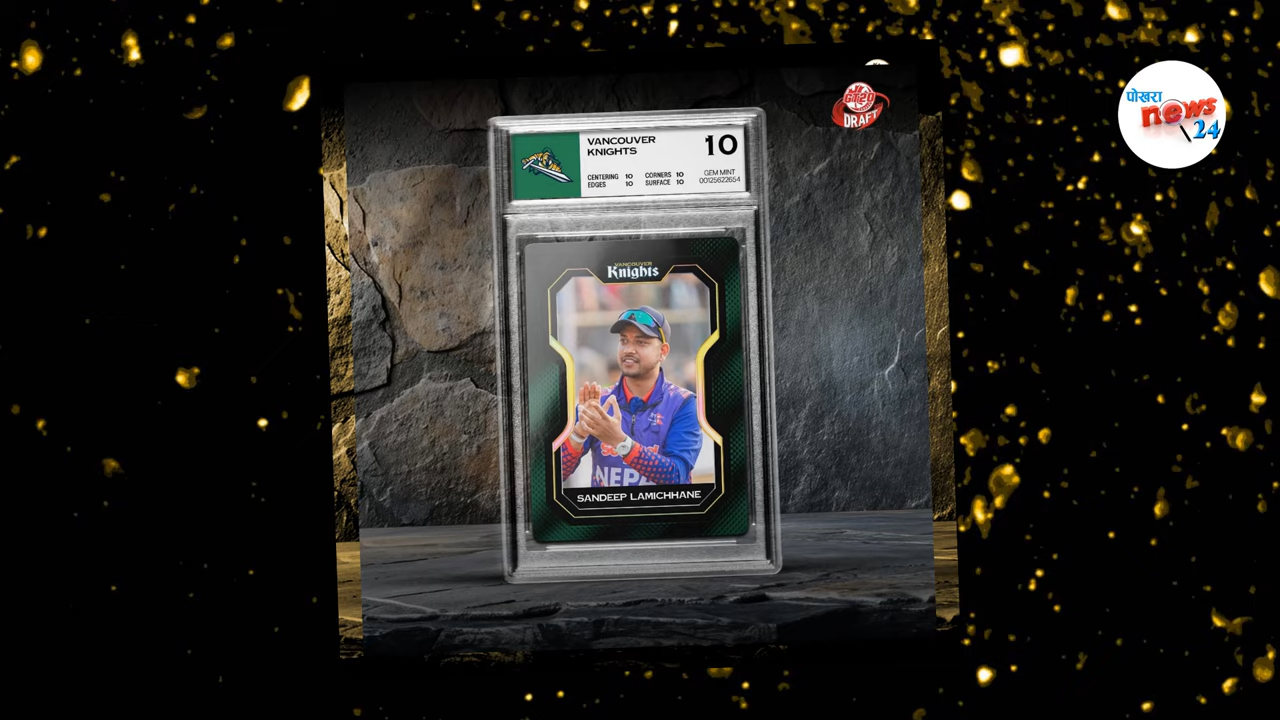 पोखरा
news
24
GT20
DRAFT
VANCOUVER
KNIGHTS
10
CENTERING 10 CORNERS 10
EDGES 10 SURFACE 10
GEM MINT
00125622654
VANCOUVER
Knights
NEPA
SANDEEP LAMICHHANE